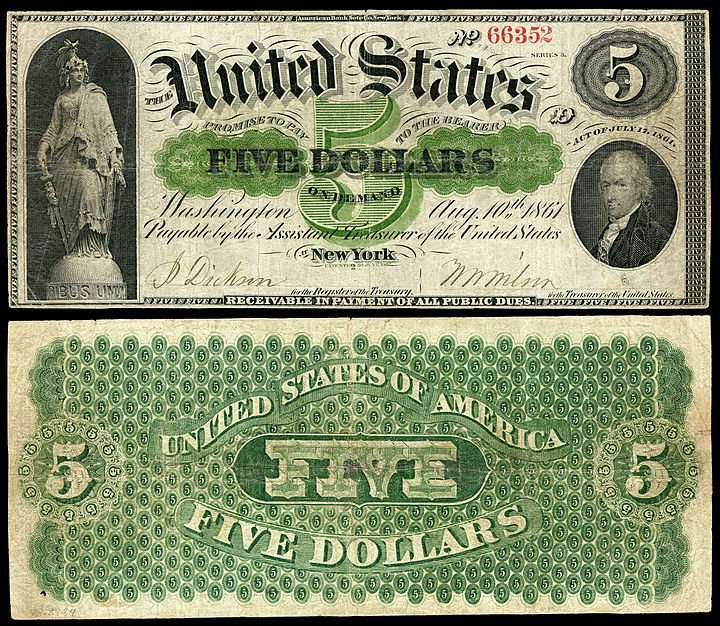 American Bank Note Co. New York.
No 66352
SERIES 3.
5
THE United States
PROMISE TO PAY TO THE BEARER
ACT OF JULY 17, 1861.
5
FIVE DOLLARS
ON DEMAND
Washington Aug. 10th 1861
Payable by the Assistant Treasurer of the United States
at New York
RIBUS UNUM
for the Register of the Treasury.
for the Treasurer of the United States.
RECEIVABLE IN PAYMENT OF ALL PUBLIC DUES.
UNITED STATES OF AMERICA
5 FIVE 5
FIVE DOLLARS